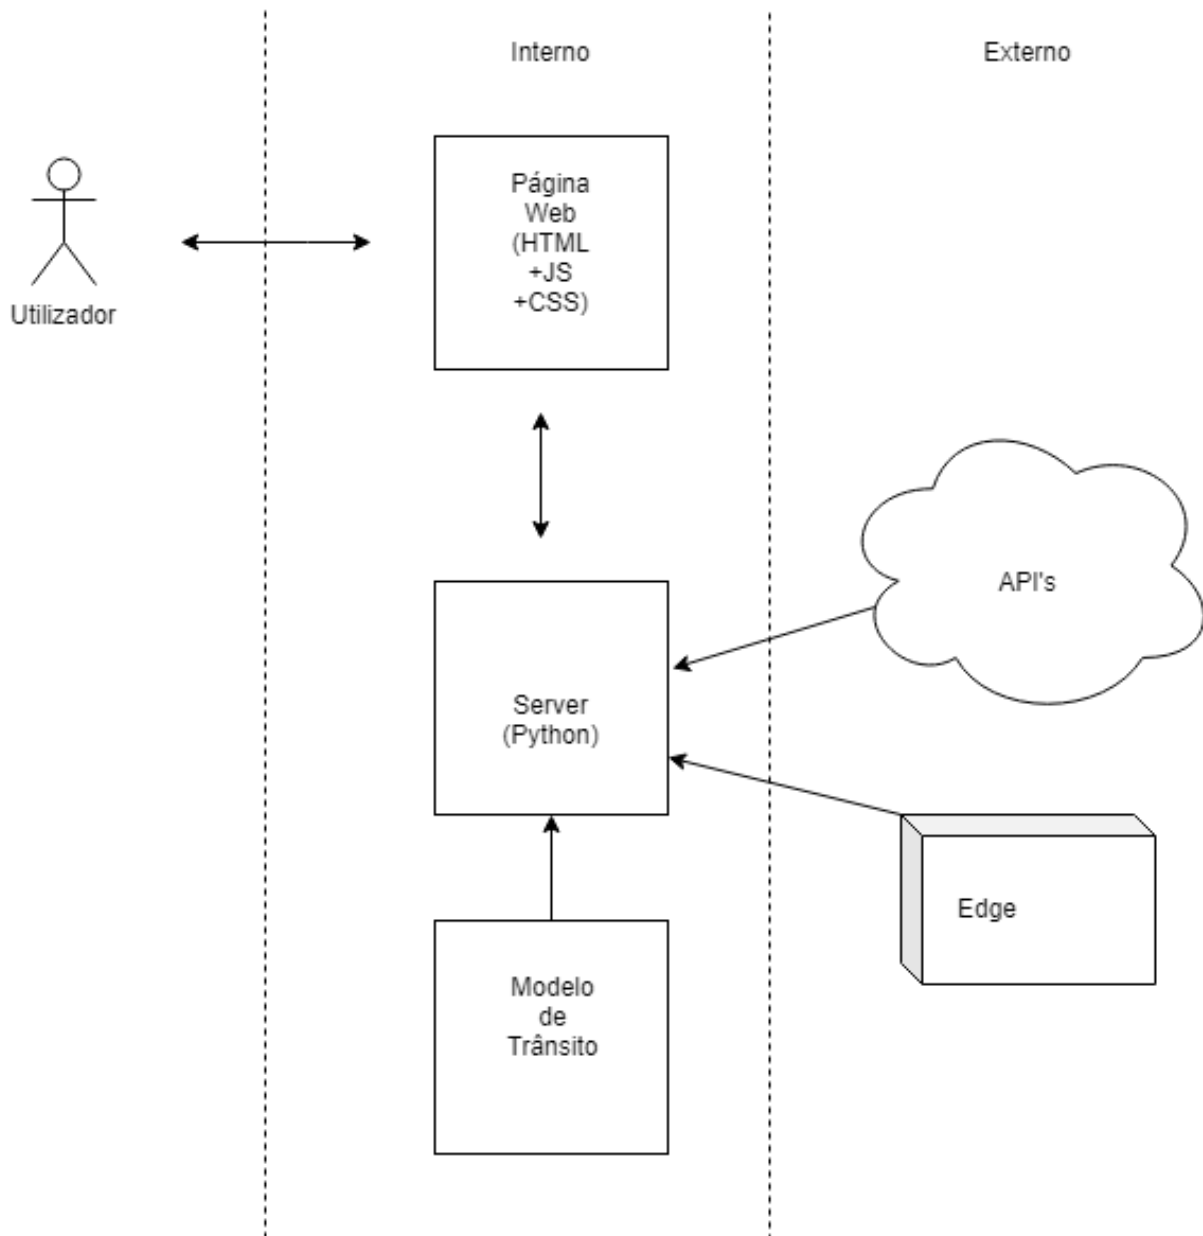 Interno
Externo
Página
Web
(HTML
+JS
+CSS)
Utilizador
API's
Server
(Python)
Edge
Modelo
de
Trânsito